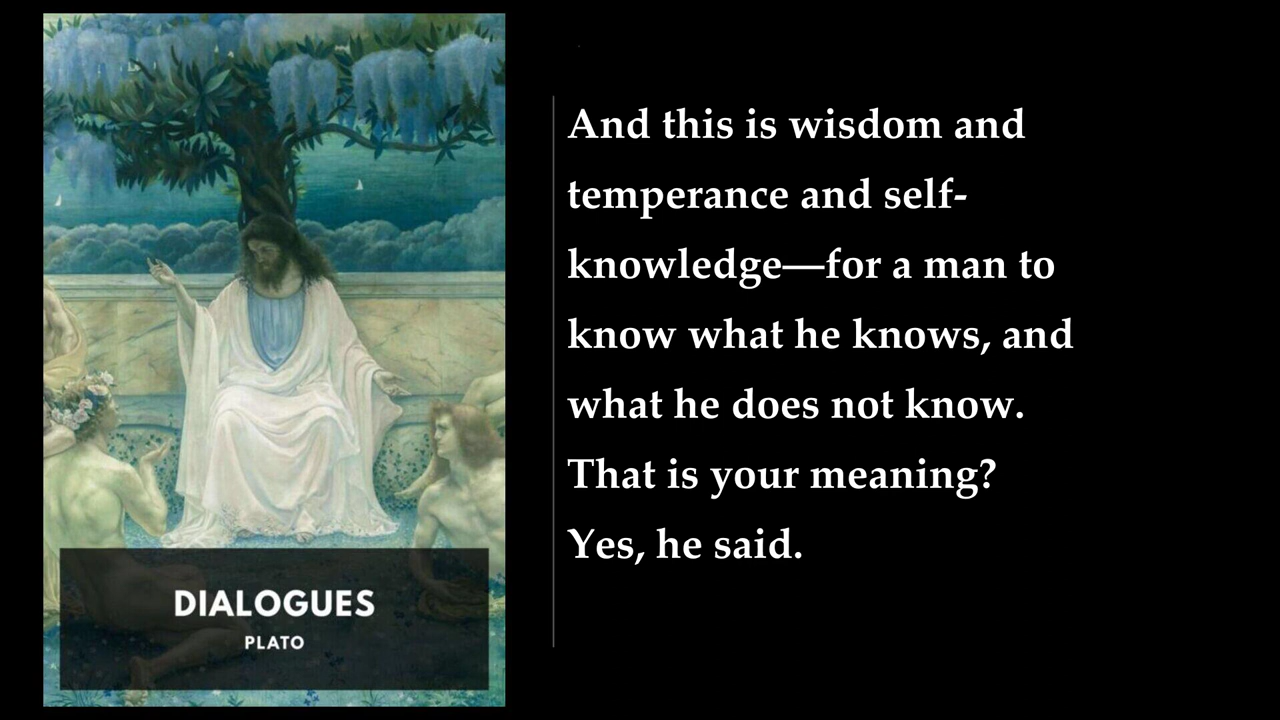 DIALOGUES
PLATO
And this is wisdom and
temperance and self-
knowledge—for a man to
know what he knows, and
what he does not know.
That is your meaning?
Yes, he said.